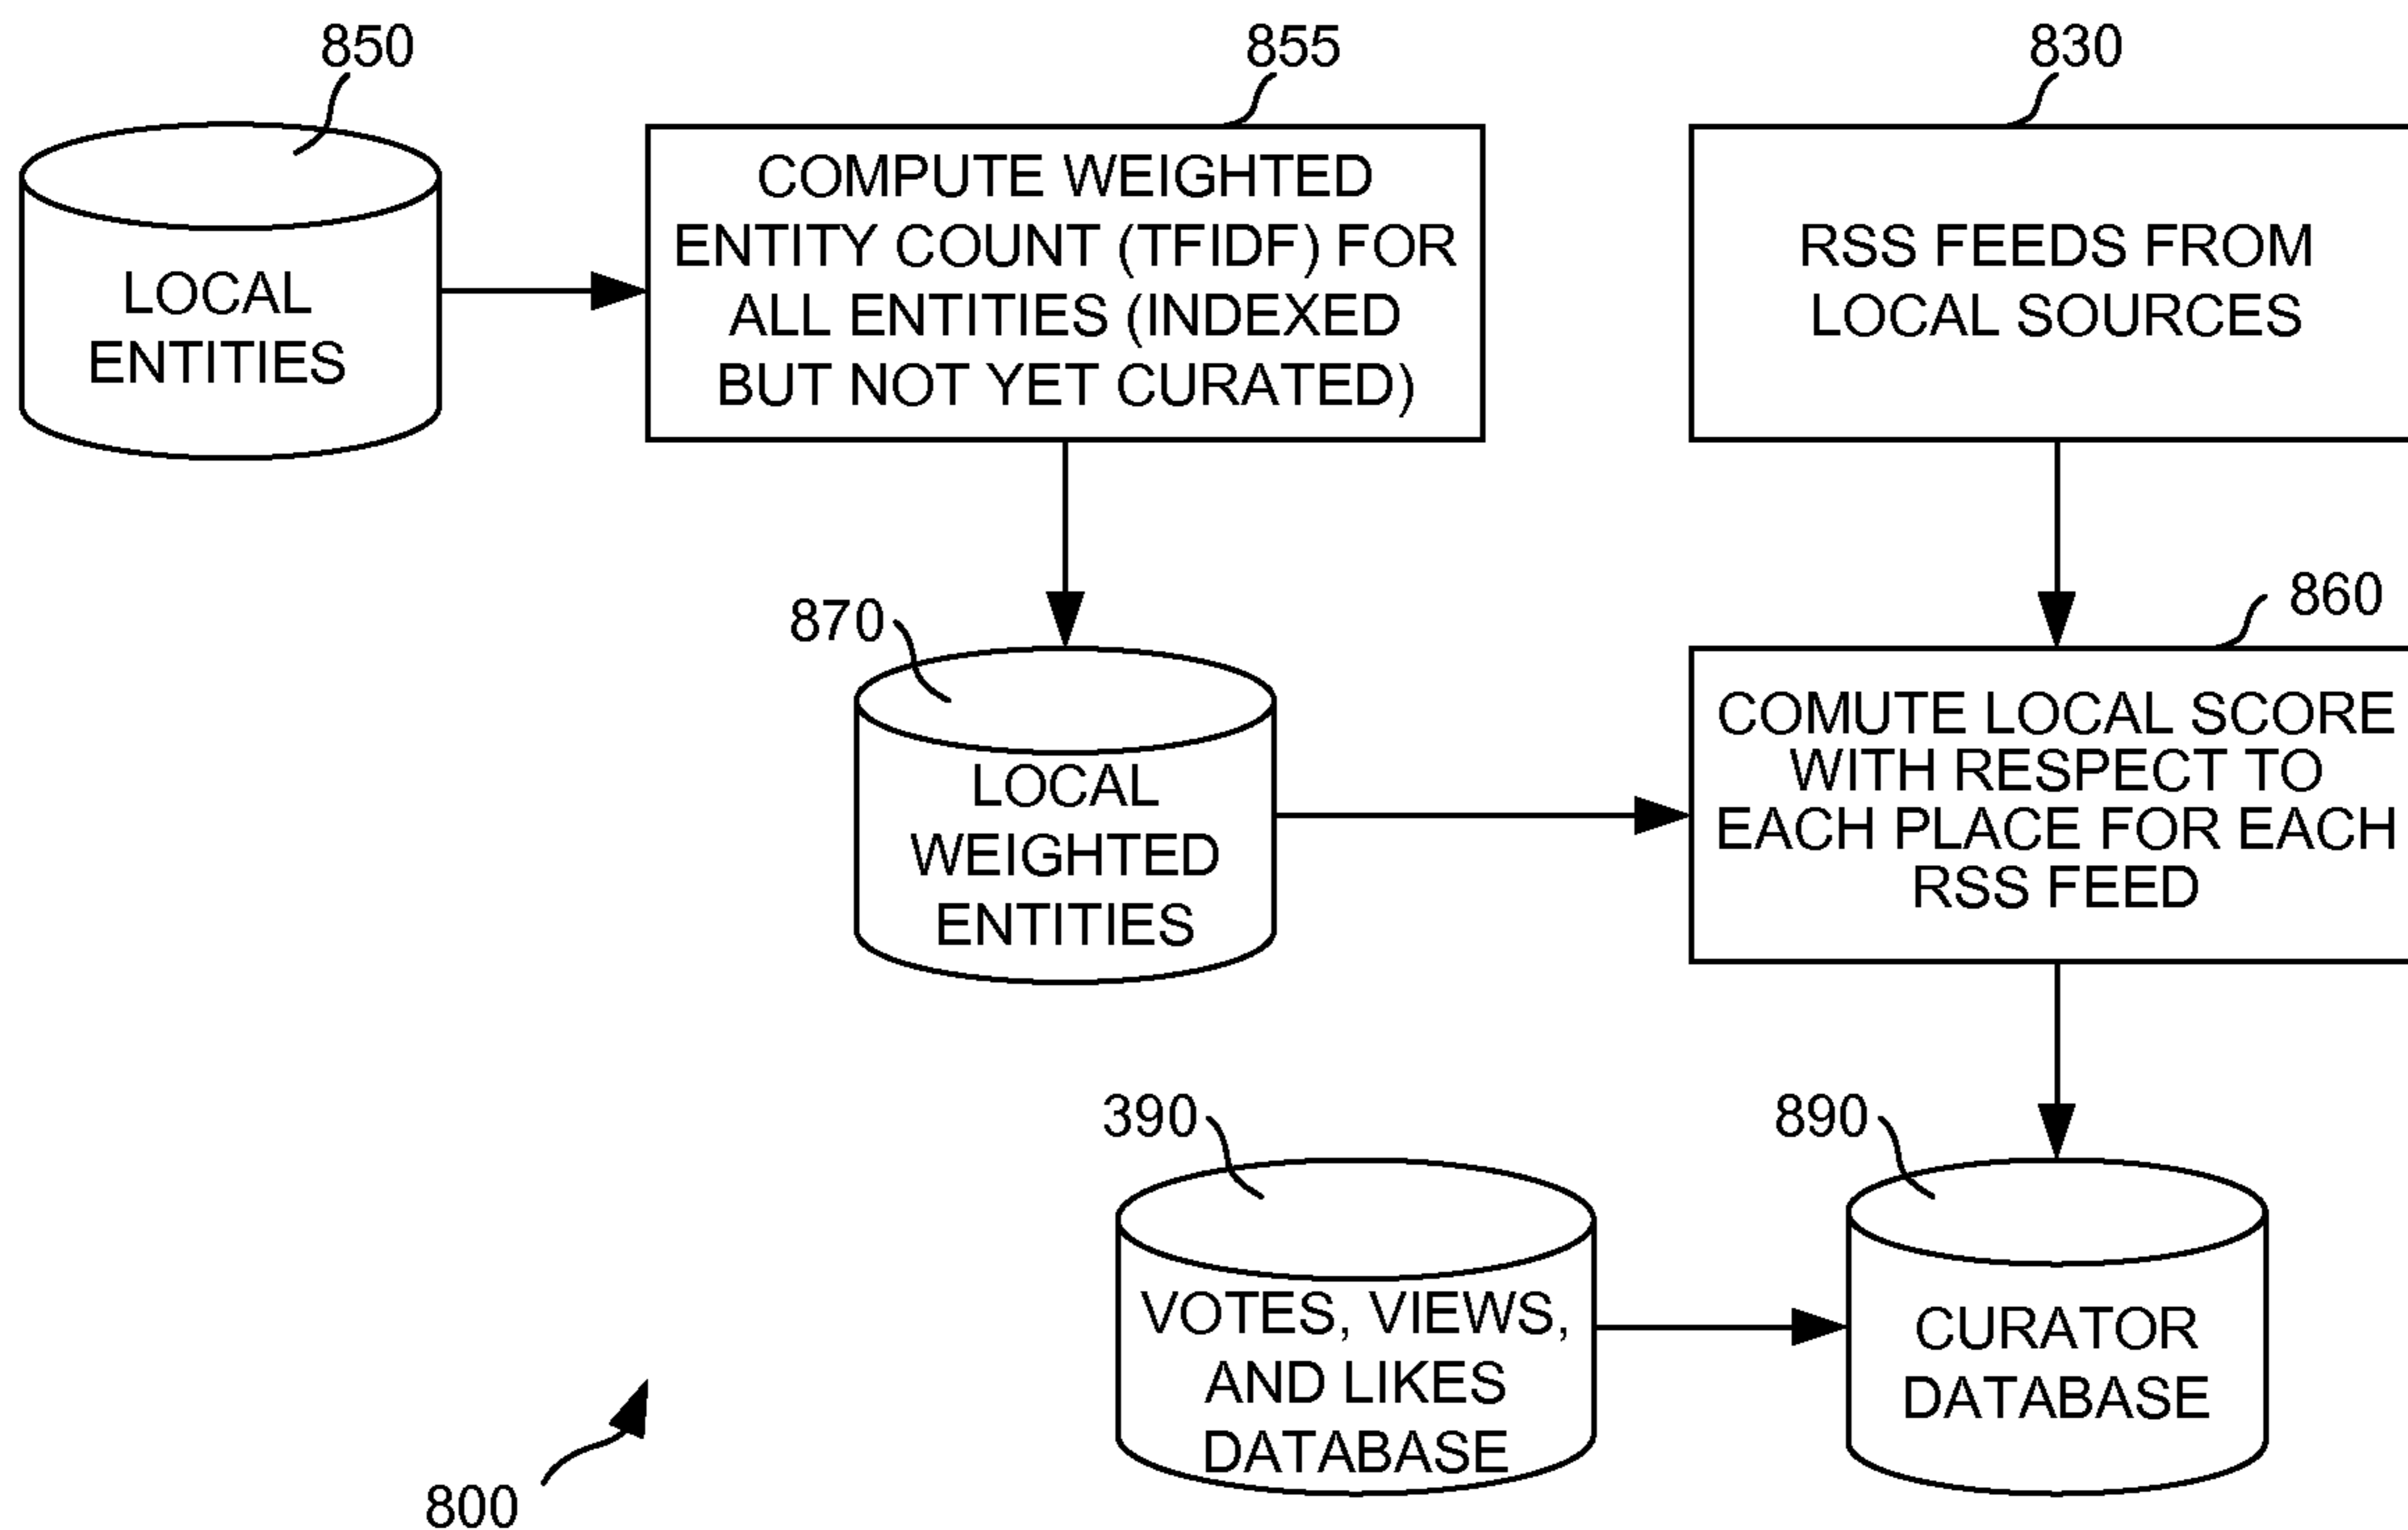 850
855
830
LOCAL
ENTITIES
COMPUTE WEIGHTED
ENTITY COUNT (TFIDF) FOR
ALL ENTITIES (INDEXED
BUT NOT YET CURATED)
RSS FEEDS FROM
LOCAL SOURCES
870
860
LOCAL
WEIGHTED
ENTITIES
COMUTE LOCAL SCORE
WITH RESPECT TO
EACH PLACE FOR EACH
RSS FEED
390
890
VOTES, VIEWS,
AND LIKES
DATABASE
CURATOR
DATABASE
800